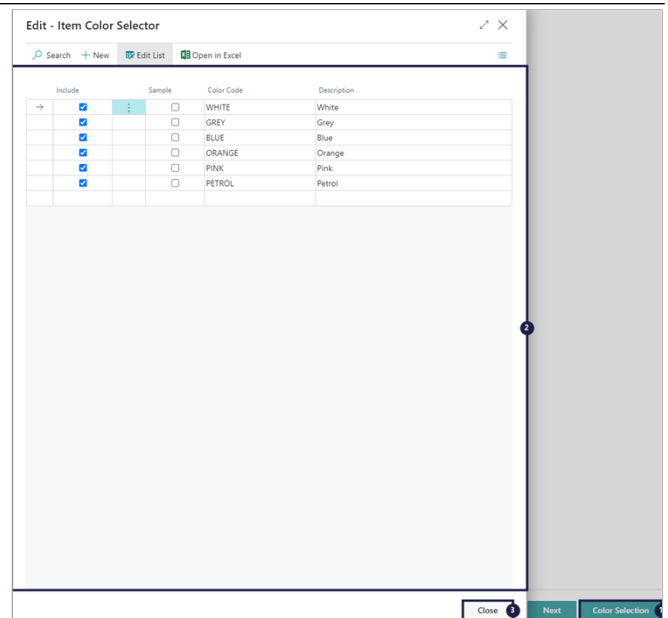 Edit - Item Color Selector
Search + New Edit List Open in Excel
Include Sample Color Code Description
WHITE White
GREY Grey
BLUE Blue
ORANGE Orange
PINK Pink
PETROL Petrol
2
Close 3 Next Color Selection 1